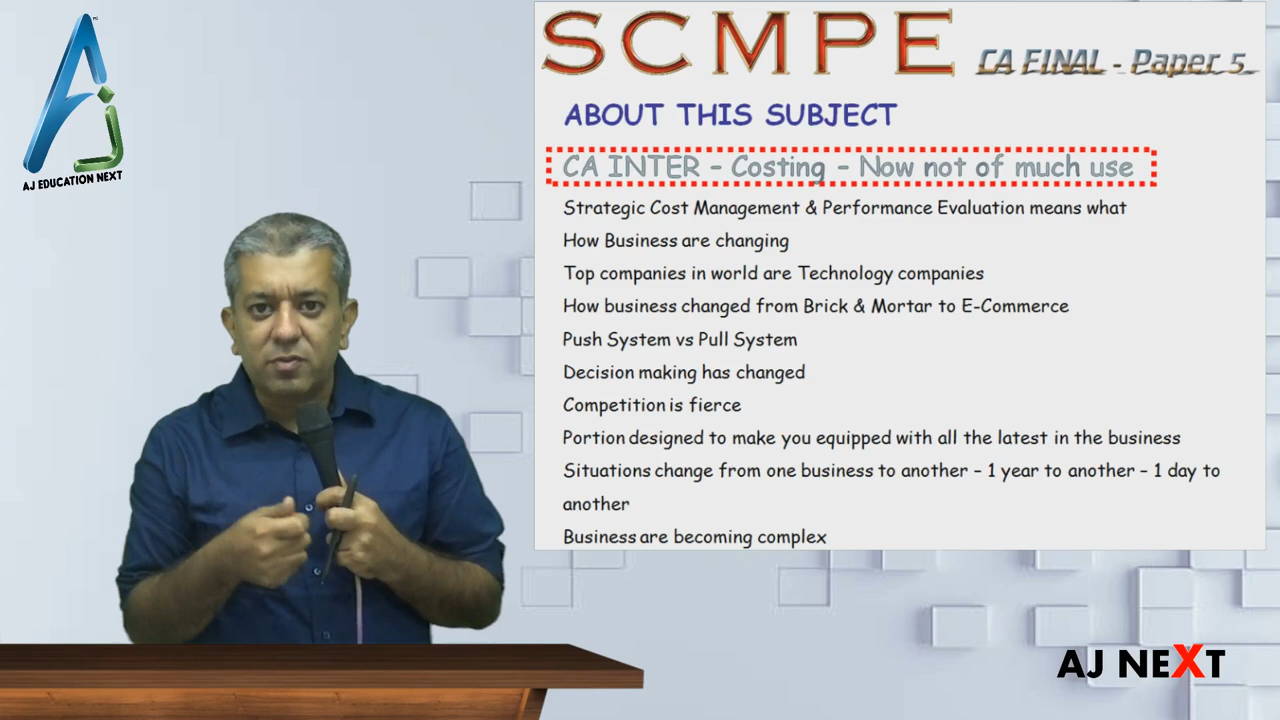 AJ EDUCATION NEXT
SCMPE CA FINAL - Paper 5
ABOUT THIS SUBJECT
CA INTER – Costing – Now not of much use
Strategic Cost Management & Performance Evaluation means what
How Business are changing
Top companies in world are Technology companies
How business changed from Brick & Mortar to E-Commerce
Push System vs Pull System
Decision making has changed
Competition is fierce
Portion designed to make you equipped with all the latest in the business
Situations change from one business to another – 1 year to another – 1 day to
another
Business are becoming complex
AJ NEXT